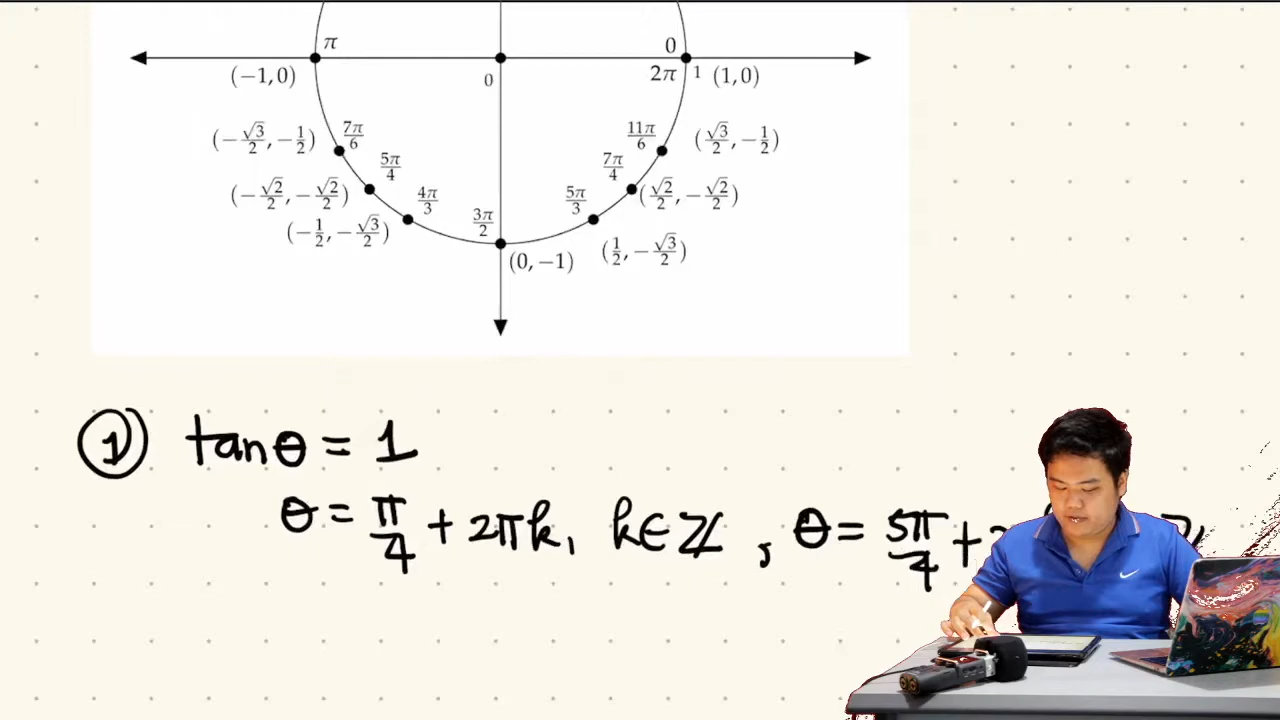 π 0
(−1,0) 0 2π 1 (1,0)
(−√3/2, −1/2) 7π/6 11π/6 (√3/2, −1/2)
5π/4 7π/4
(−√2/2, −√2/2) (√2/2, −√2/2)
4π/3 5π/3
(−1/2, −√3/2) 3π/2 (1/2, −√3/2)
(0, −1)
① tanθ = 1
θ = π/4 + 2πk, k∈ℤ, θ = 5π/4 +